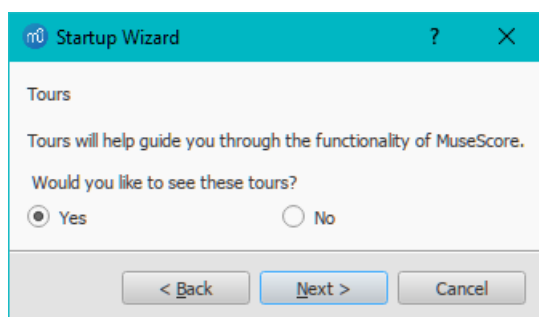 Startup Wizard ?
Tours
Tours will help guide you through the functionality of MuseScore.
Would you like to see these tours?
Yes No
< Back Next > Cancel